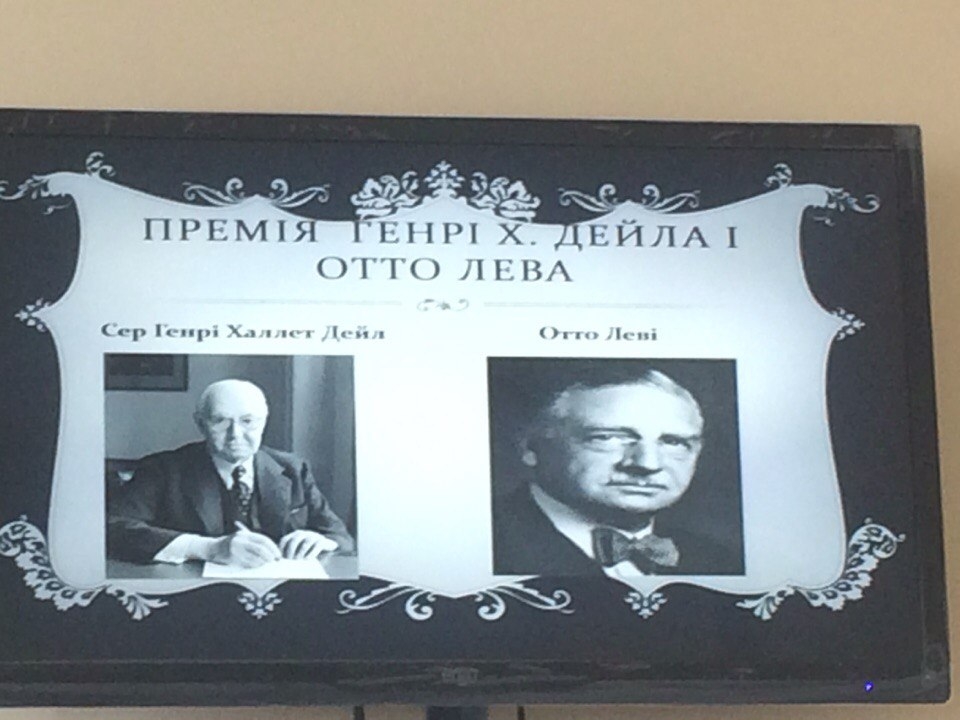 ПРЕМІЯ ГЕНРІ Х. ДЕЙЛА І
ОТТО ЛЕВА
Сер Генрі Халлет Дейл
Отто Леві